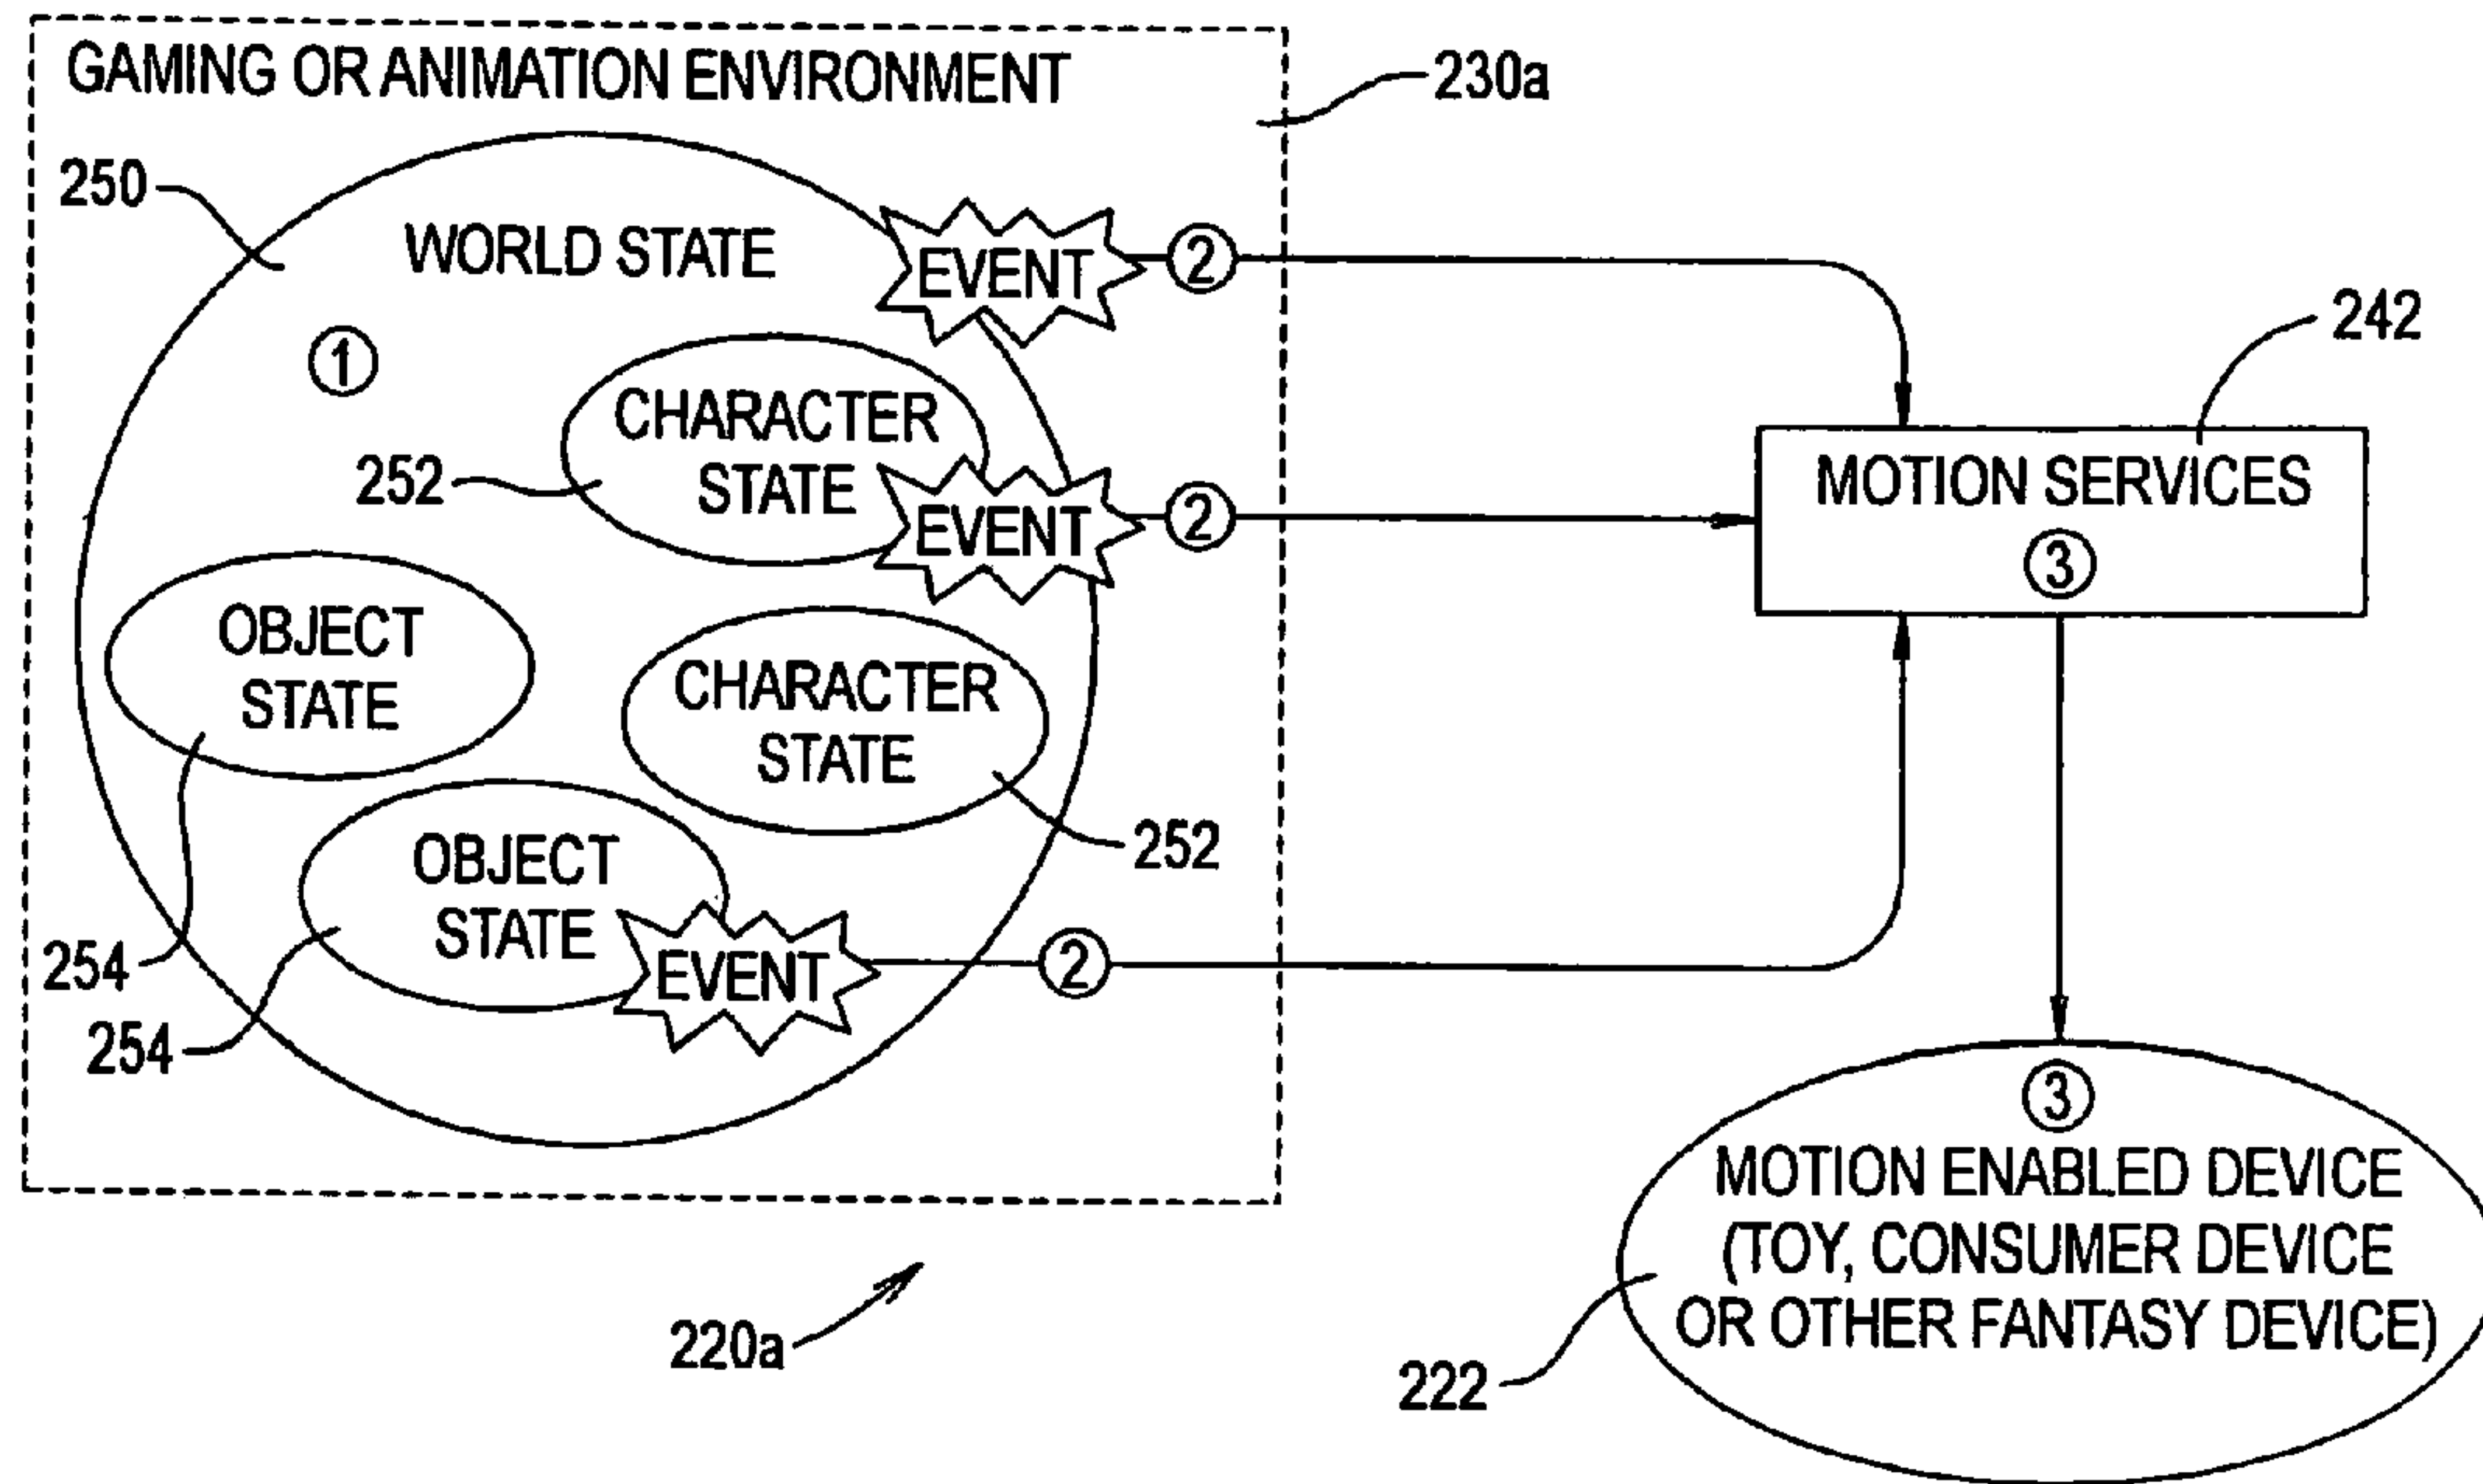 GAMING OR ANIMATION ENVIRONMENT
230a
250
WORLD STATE
EVENT
2
242
1
CHARACTER
STATE
252
EVENT
2
MOTION SERVICES
3
OBJECT
STATE
CHARACTER
STATE
252
OBJECT
STATE
EVENT
2
254
254
3
MOTION ENABLED DEVICE
(TOY, CONSUMER DEVICE
OR OTHER FANTASY DEVICE)
220a
222